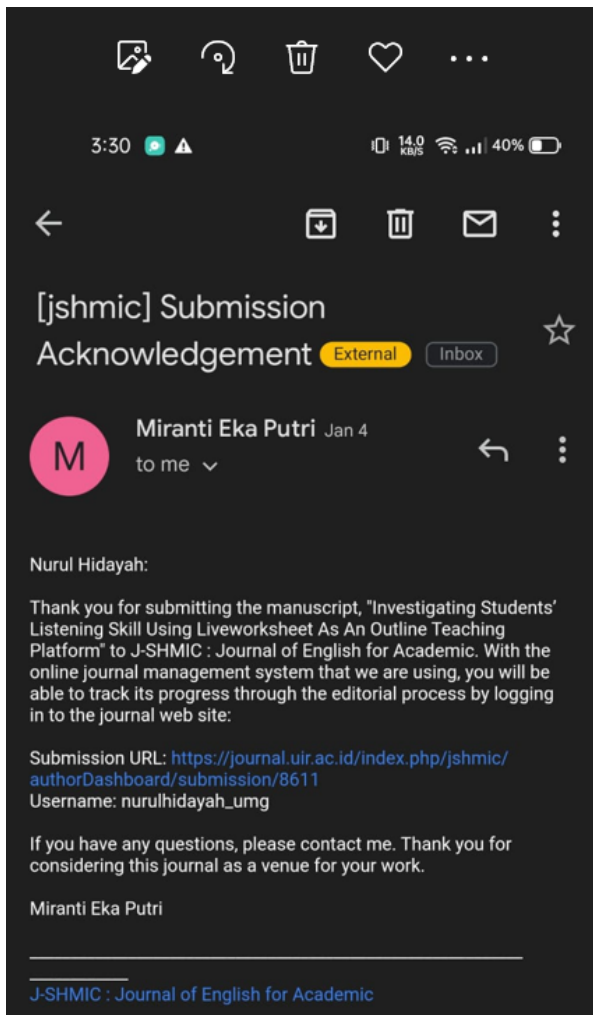 3:30 14.0 KB/S 40%
[jshmic] Submission
Acknowledgement External Inbox
M Miranti Eka Putri Jan 4
to me
Nurul Hidayah:
Thank you for submitting the manuscript, "Investigating Students’
Listening Skill Using Liveworksheet As An Outline Teaching
Platform" to J-SHMIC : Journal of English for Academic. With the
online journal management system that we are using, you will be
able to track its progress through the editorial process by logging
in to the journal web site:
Submission URL: https://journal.uir.ac.id/index.php/jshmic/
authorDashboard/submission/8611
Username: nurulhidayah_umg
If you have any questions, please contact me. Thank you for
considering this journal as a venue for your work.
Miranti Eka Putri
J-SHMIC : Journal of English for Academic